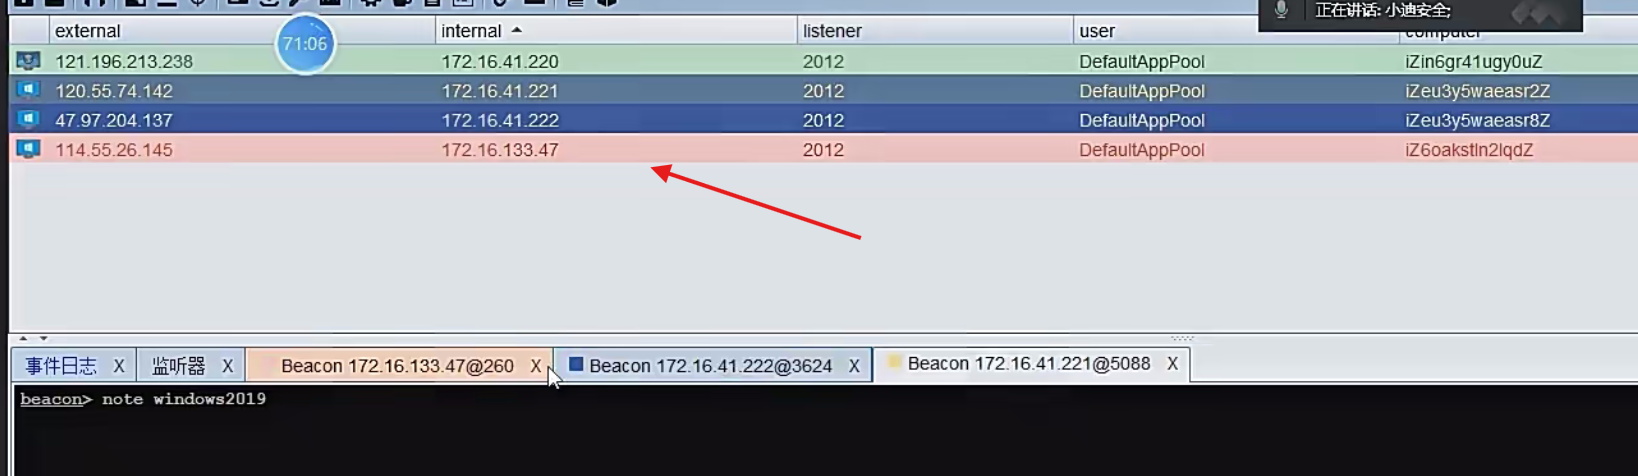 正在讲话: 小迪安全;
71:06
external internal listener user computer
121.196.213.238 172.16.41.220 2012 DefaultAppPool iZin6gr41ugy0uZ
120.55.74.142 172.16.41.221 2012 DefaultAppPool iZeu3y5waeasr2Z
47.97.204.137 172.16.41.222 2012 DefaultAppPool iZeu3y5waeasr8Z
114.55.26.145 172.16.133.47 2012 DefaultAppPool iZ6oakstln2lqdZ
事件日志 X 监听器 X Beacon 172.16.133.47@260 X Beacon 172.16.41.222@3624 X Beacon 172.16.41.221@5088 X
beacon> note windows2019